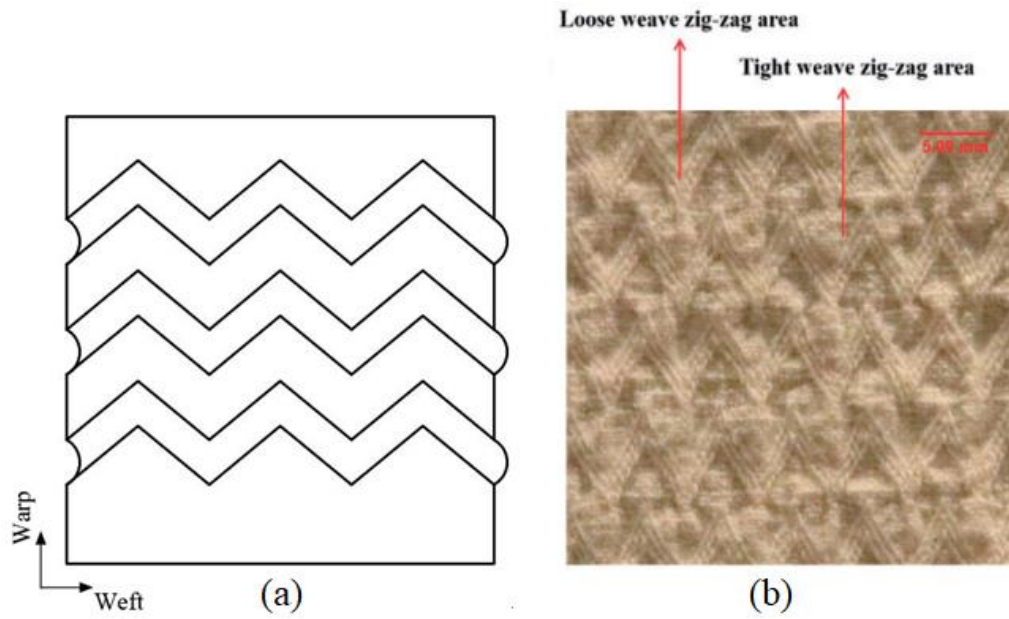 Loose weave zig-zag area
Tight weave zig-zag area
5.00 mm
Warp
Weft
(a)
(b)